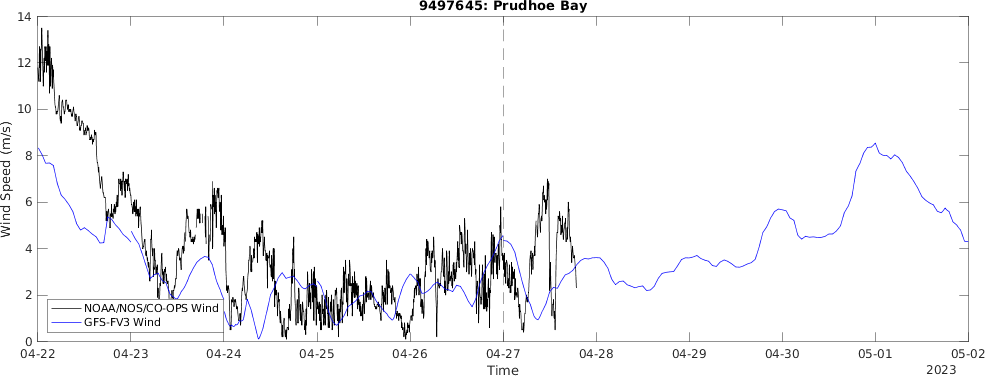 9497645: Prudhoe Bay
14
12
10
8
6
4
2
0
Wind Speed (m/s)
NOAA/NOS/CO-OPS Wind
GFS-FV3 Wind
04-22 04-23 04-24 04-25 04-26 04-27 04-28 04-29 04-30 05-01 05-02
Time
2023